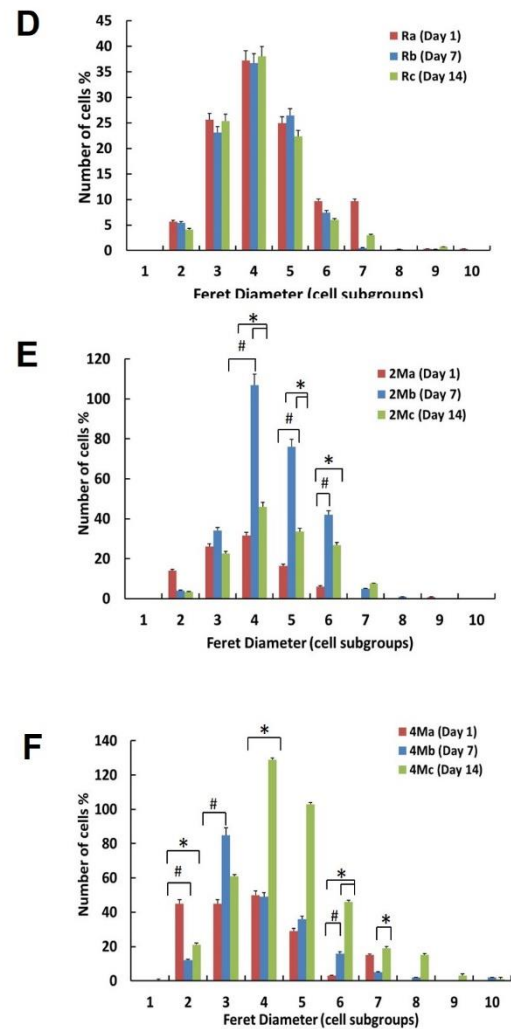 D
45
40
35
30
25
20
15
10
5
0
Number of cells %
Ra (Day 1)
Rb (Day 7)
Rc (Day 14)
1 2 3 4 5 6 7 8 9 10
Feret Diameter (cell subgroups)
E
120
100
80
60
40
20
0
Number of cells %
2Ma (Day 1)
2Mb (Day 7)
2Mc (Day 14)
*
#
*
#
*
#
1 2 3 4 5 6 7 8 9 10
Feret Diameter (cell subgroups)
F
140
120
100
80
60
40
20
0
Number of cells %
4Ma (Day 1)
4Mb (Day 7)
4Mc (Day 14)
*
#
*
#
*
*
#
*
1 2 3 4 5 6 7 8 9 10
Feret Diameter (cell subgroups)